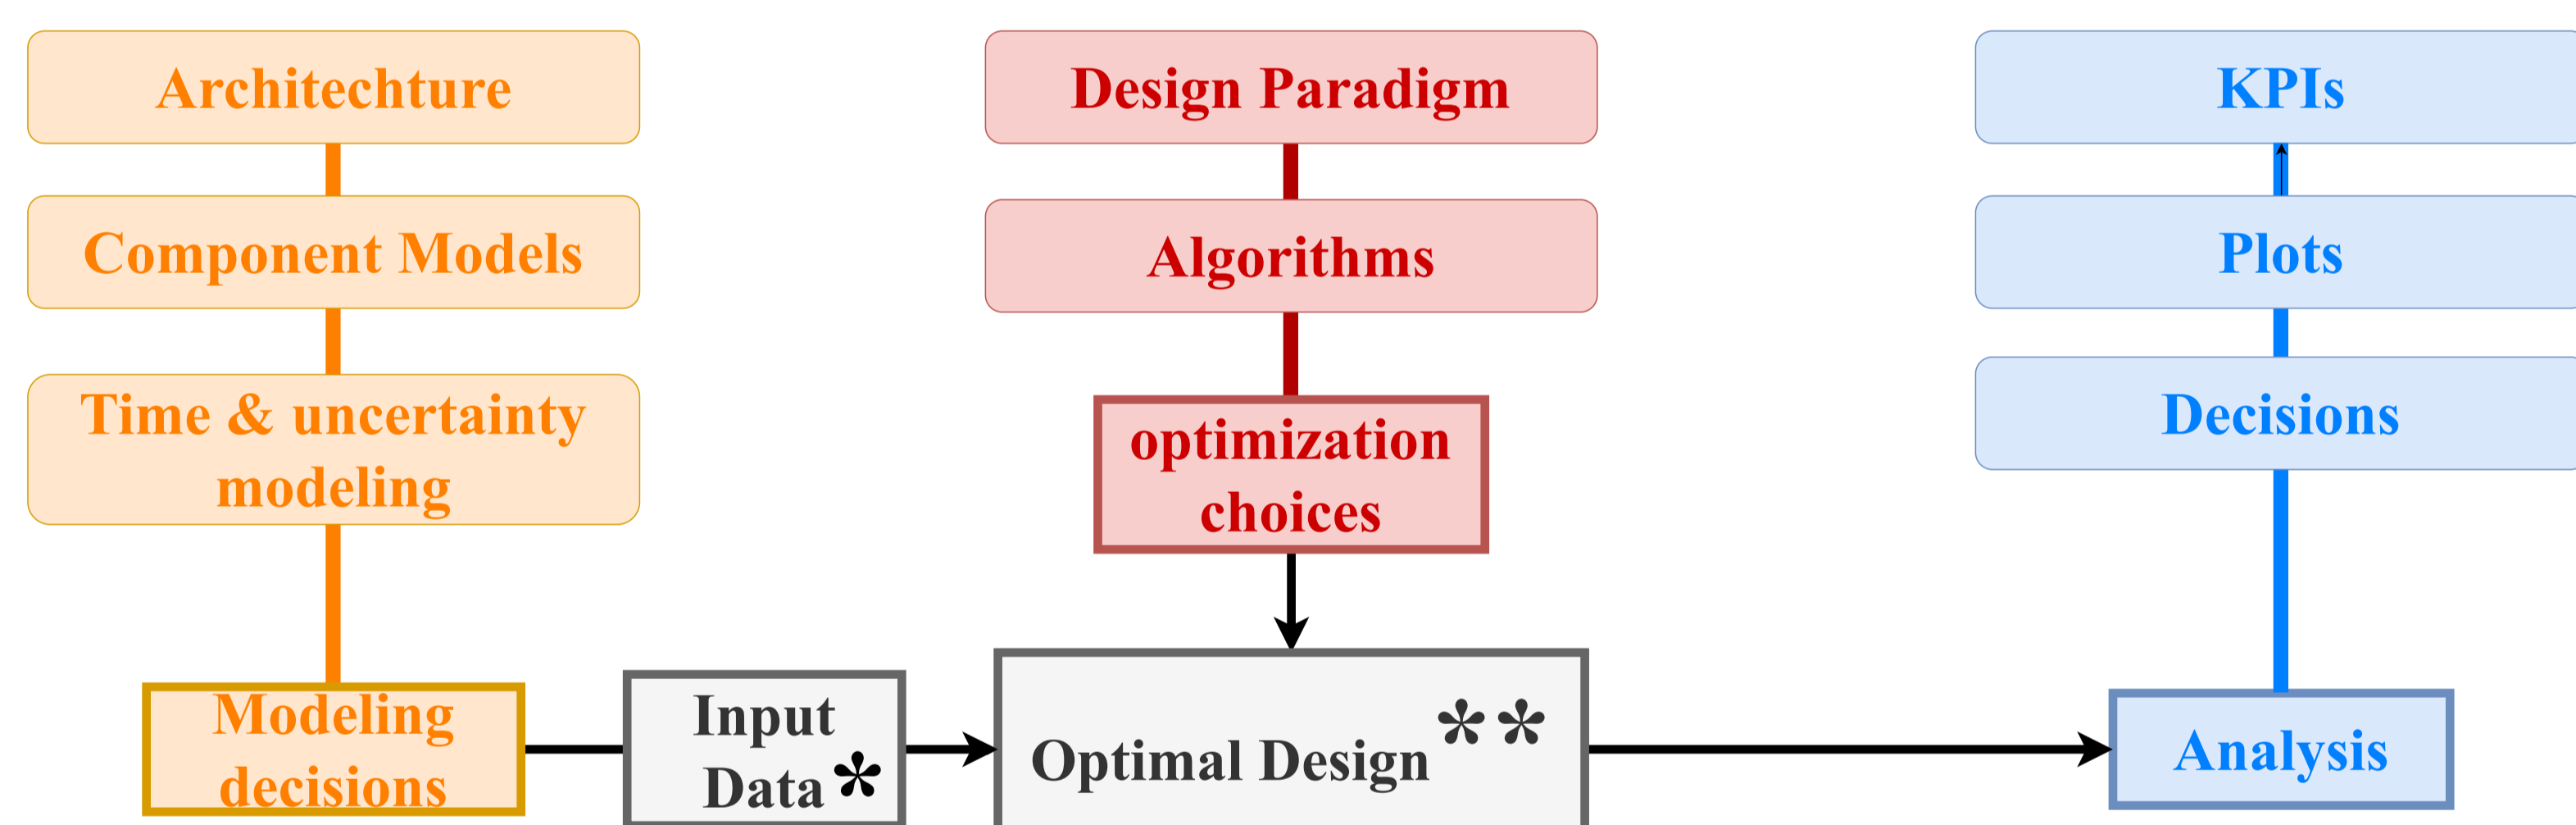 Architechture
Component Models
Time & uncertainty
modeling
Modeling
decisions
Input
Data*
Design Paradigm
Algorithms
optimization
choices
Optimal Design**
KPIs
Plots
Decisions
Analysis